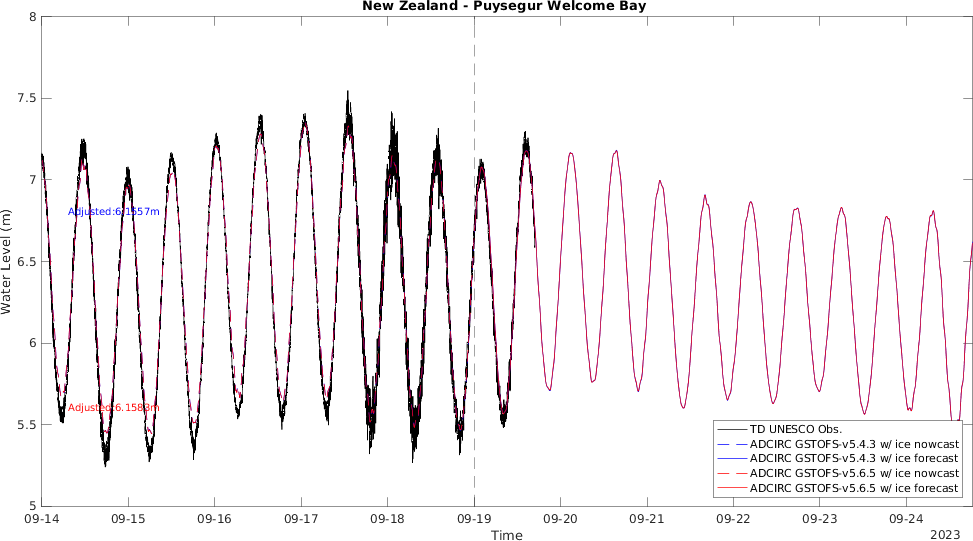 New Zealand - Puysegur Welcome Bay
8
7.5
7
6.5
6
5.5
5
Water Level (m)
Adjusted:6.1557m
Adjusted:6.1583m
TD UNESCO Obs.
ADCIRC GSTOFS-v5.4.3 w/ ice nowcast
ADCIRC GSTOFS-v5.4.3 w/ ice forecast
ADCIRC GSTOFS-v5.6.5 w/ ice nowcast
ADCIRC GSTOFS-v5.6.5 w/ ice forecast
09-14 09-15 09-16 09-17 09-18 09-19 09-20 09-21 09-22 09-23 09-24
Time
2023